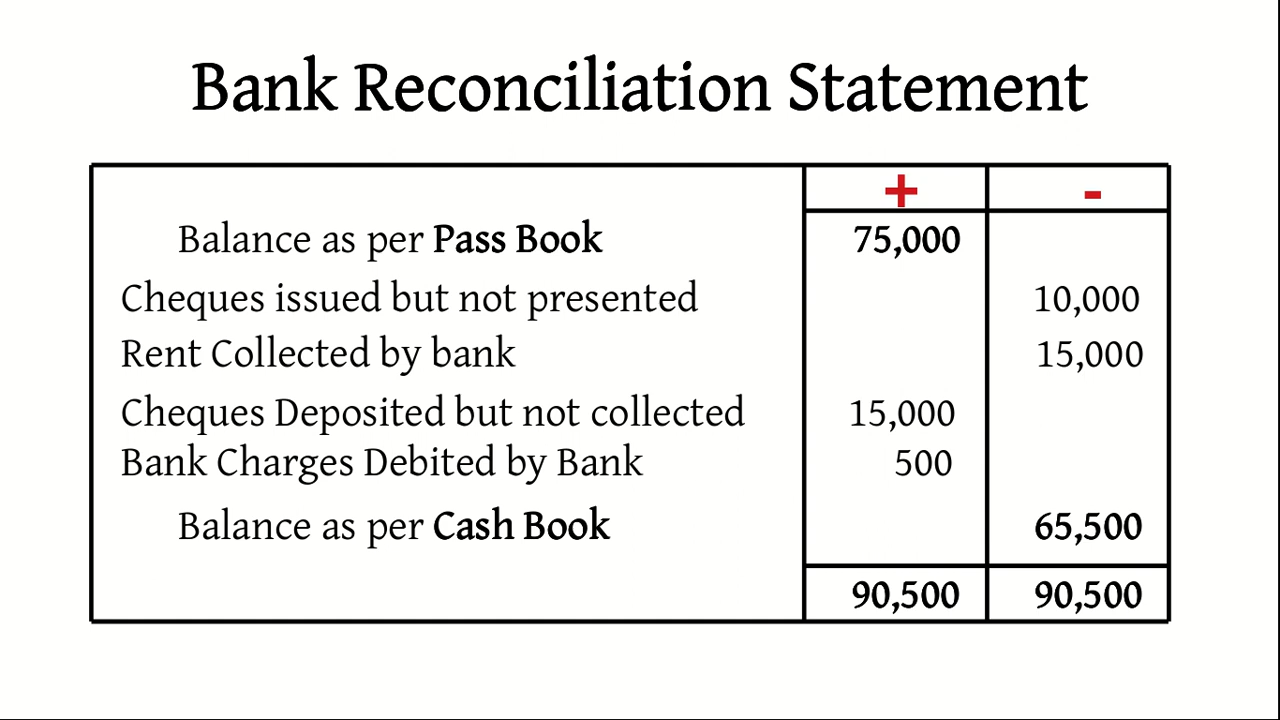 Bank Reconciliation Statement
+ -
Balance as per Pass Book 75,000
Cheques issued but not presented 10,000
Rent Collected by bank 15,000
Cheques Deposited but not collected 15,000
Bank Charges Debited by Bank 500
Balance as per Cash Book 65,500
90,500 90,500